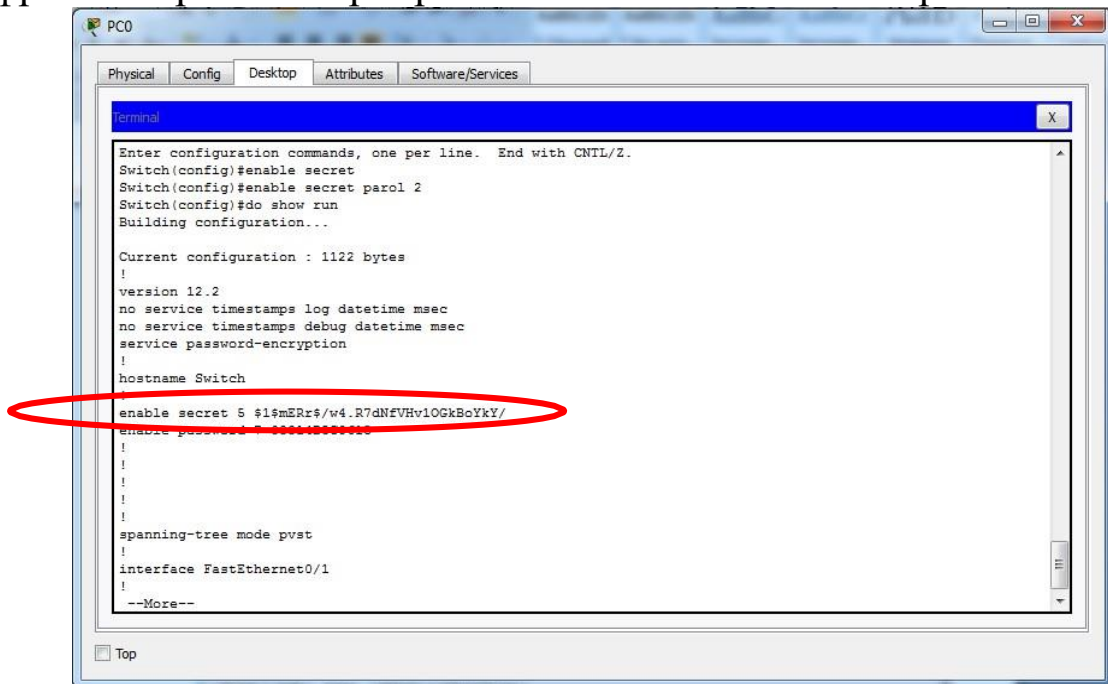 PC0
Physical Config Desktop Attributes Software/Services
Terminal
X
Enter configuration commands, one per line. End with CNTL/Z.
Switch(config)#enable secret
Switch(config)#enable secret parol 2
Switch(config)#do show run
Building configuration...
Current configuration : 1122 bytes
!
version 12.2
no service timestamps log datetime msec
no service timestamps debug datetime msec
service password-encryption
!
hostname Switch
!
enable secret 5 $1$mERr$/w4.R7dNfVHv1OGkBoYkY/
enable password 7
!
!
!
!
!
spanning-tree mode pvst
!
interface FastEthernet0/1
!
--More--
Top